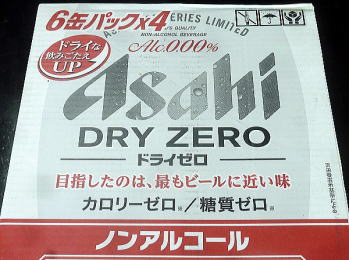 6缶パック×4
ERIES LIMITED
'S QUALITY
NON-ALCOHOL BEVERAGE
Alc.0.00%
ドライな
飲みごたえ
UP
Asahi
DRY ZERO
ドライゼロ
目指したのは、最もビールに近い味
カロリーゼロ※／糖質ゼロ※
ノンアルコール